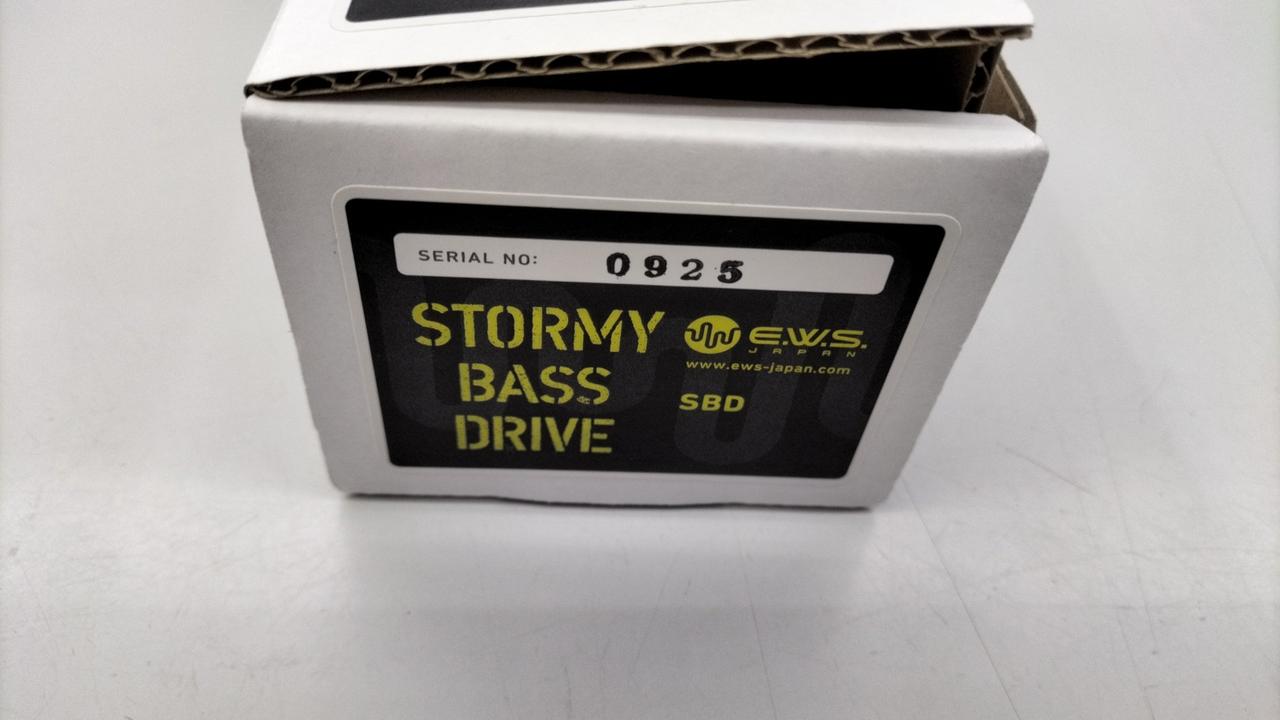 SERIAL NO: 0925
STORMY
BASS
DRIVE
E.W.S.
JAPAN
www.ews-japan.com
SBD